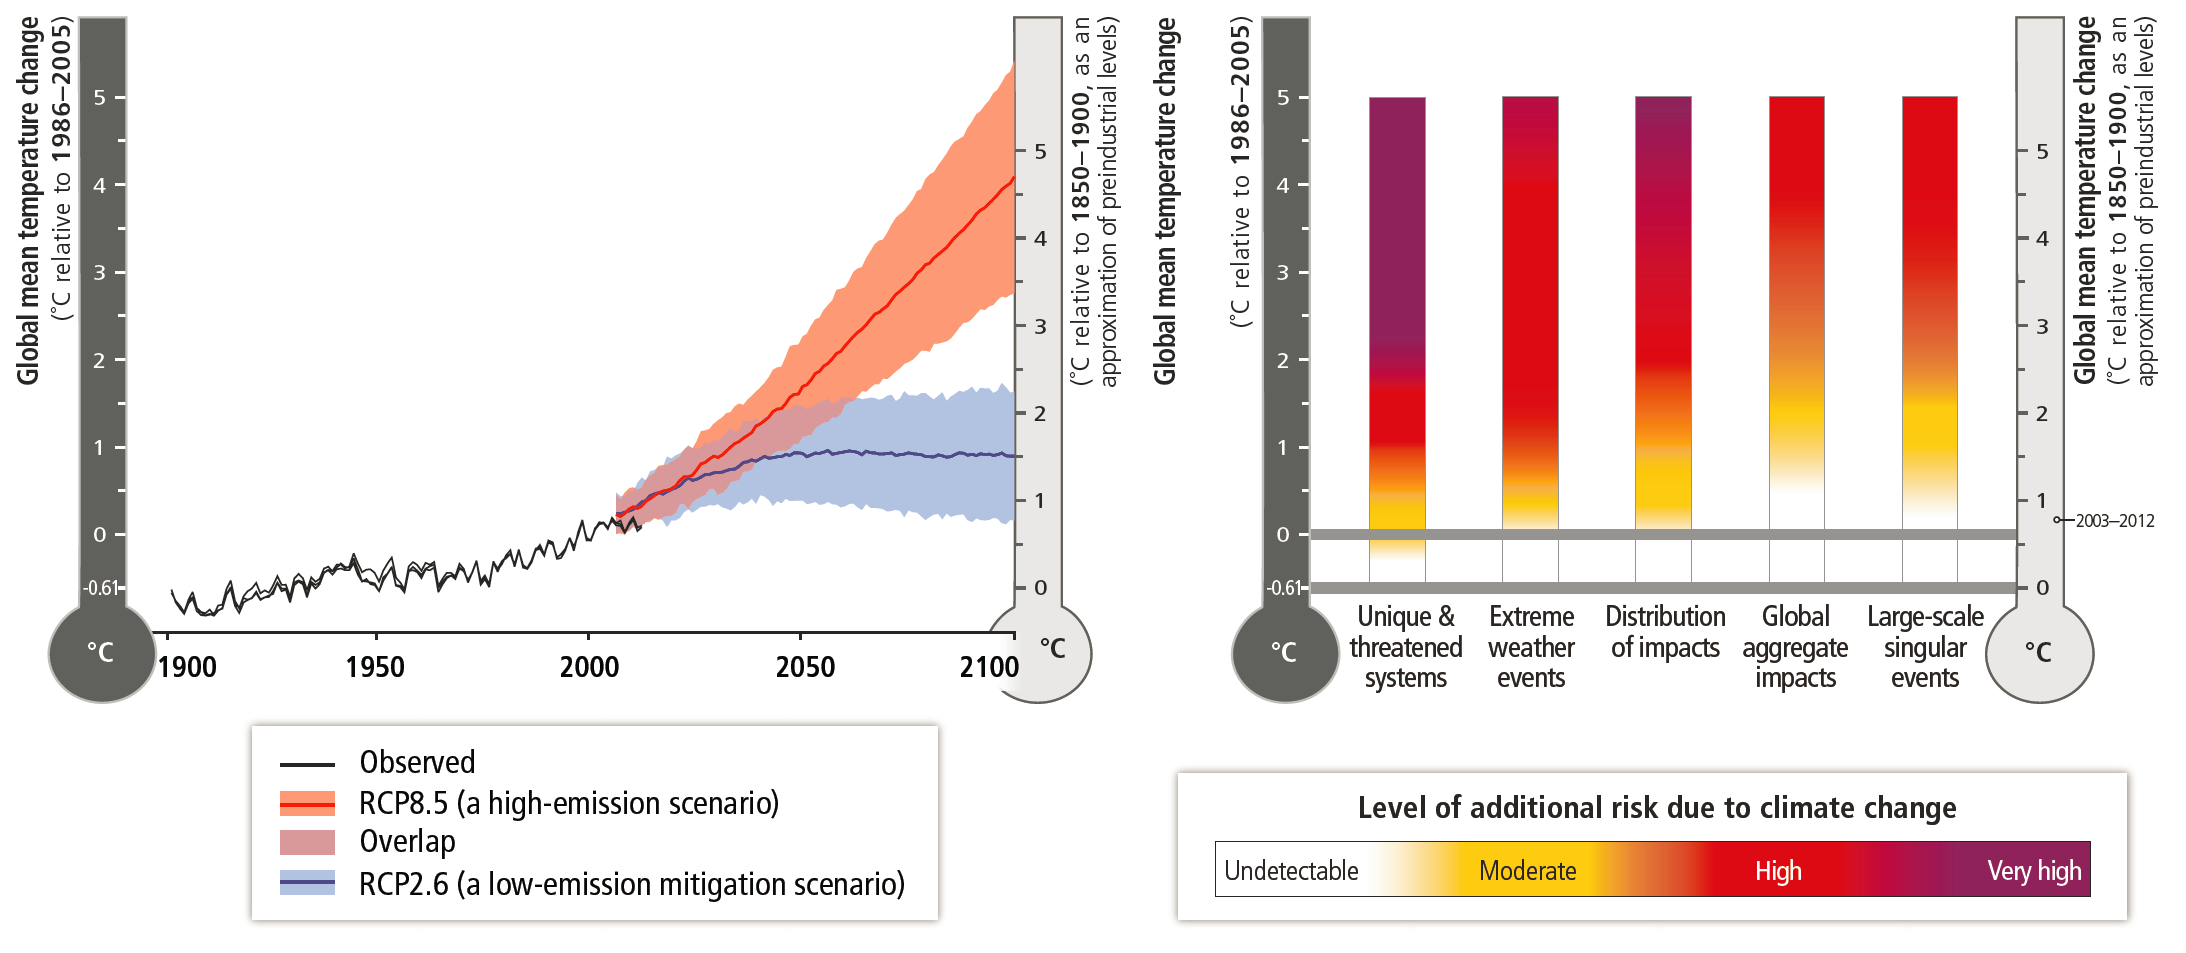 Global mean temperature change
(°C relative to 1986–2005)
5
4
3
2
1
0
-0.61
°C
5
4
3
2
1
0
°C
(°C relative to 1850–1900, as an
approximation of preindustrial levels)
1900
1950
2000
2050
2100
Observed
RCP8.5 (a high-emission scenario)
Overlap
RCP2.6 (a low-emission mitigation scenario)
Global mean temperature change
(°C relative to 1986–2005)
5
4
3
2
1
0
-0.61
°C
Unique &
threatened
systems
Extreme
weather
events
Distribution
of impacts
Global
aggregate
impacts
Large-scale
singular
events
5
4
3
2
1
0
°C
2003–2012
Global mean temperature change
(°C relative to 1850–1900, as an
approximation of preindustrial levels)
Level of additional risk due to climate change
Undetectable
Moderate
High
Very high